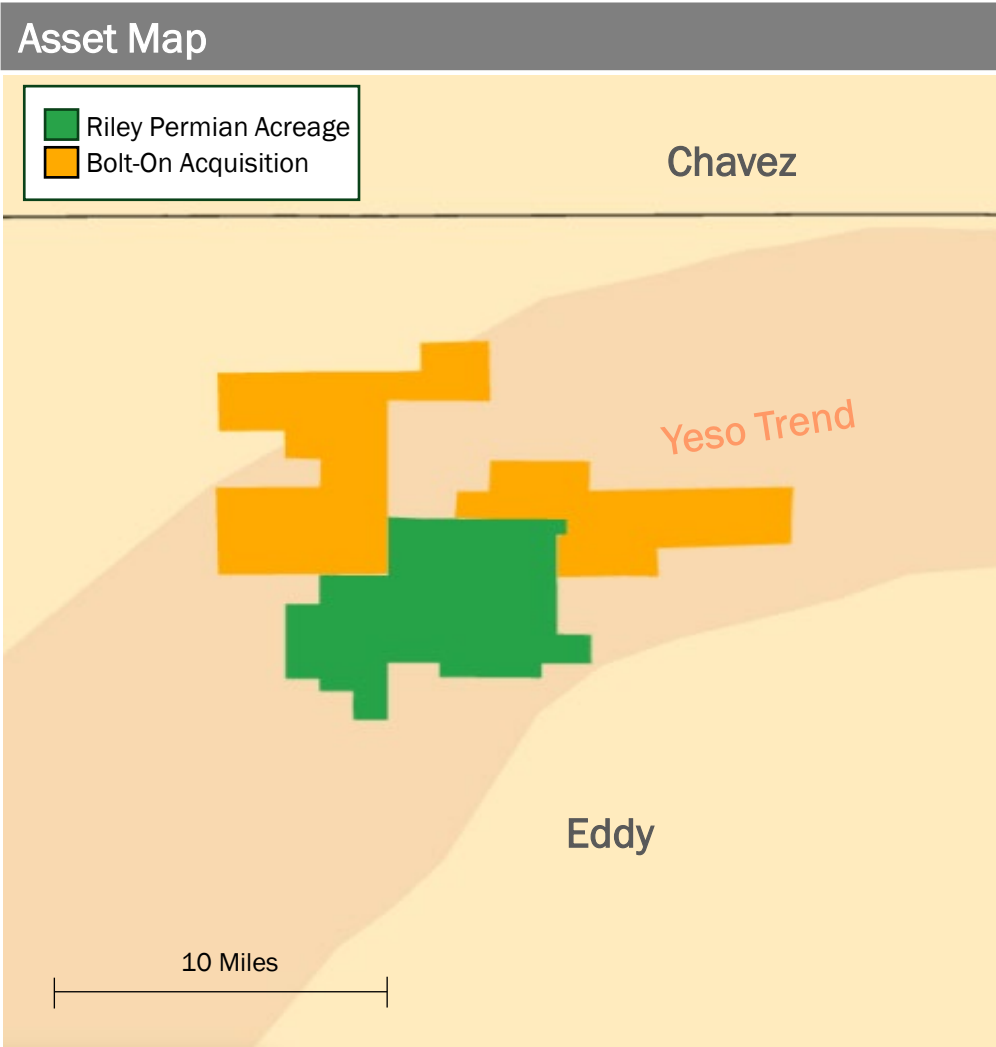 Asset Map
Riley Permian Acreage
Bolt-On Acquisition
Chavez
Yeso Trend
Eddy
10 Miles